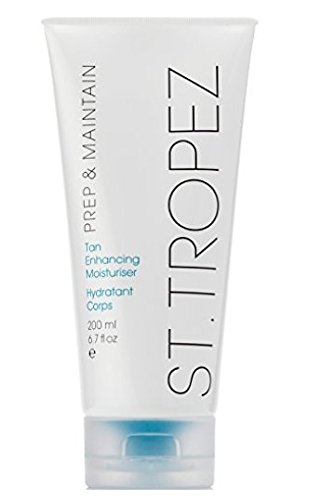 PREP & MAINTAIN
Tan
Enhancing
Moisturiser
Hydratant
Corps
200 ml
6.7 fl oz
e
ST.TROPEZ